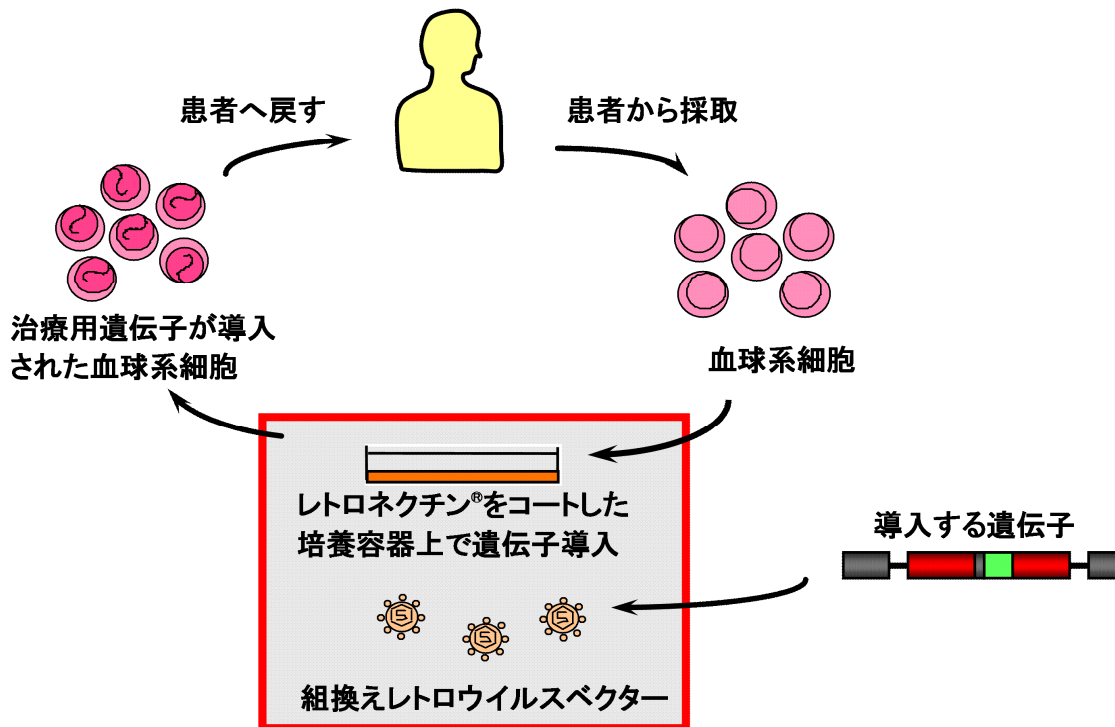 患者へ戻す
患者から採取
治療用遺伝子が導入
された血球系細胞
血球系細胞
レトロネクチン®をコートした
培養容器上で遺伝子導入
導入する遺伝子
組換えレトロウイルスベクター